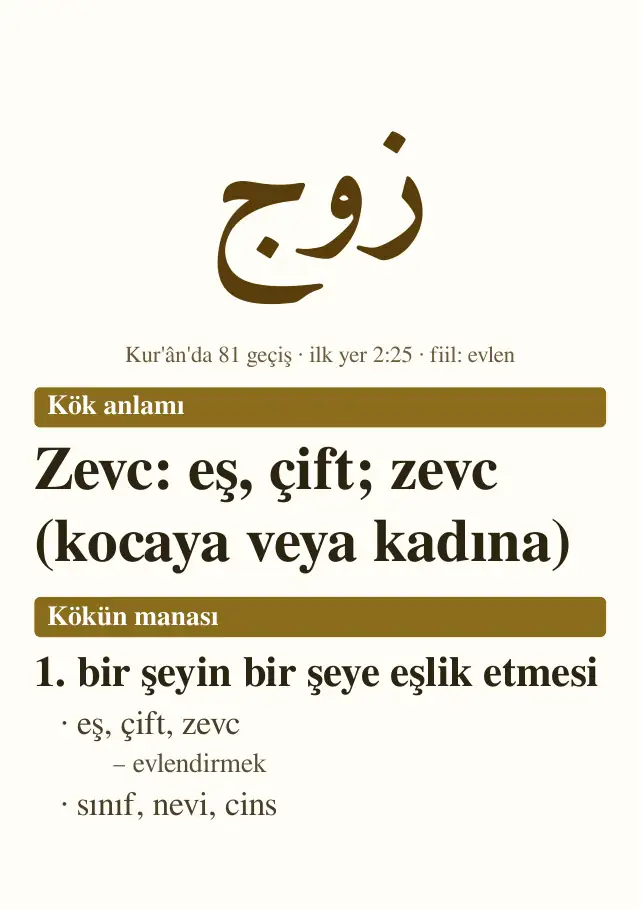 زوج
Kur'ân'da 81 geçiş · ilk yer 2:25 · fiil: evlen
Kök anlamı
Zevc: eş, çift; zevc
(kocaya veya kadına)
Kökün manası
1. bir şeyin bir şeye eşlik etmesi
· eş, çift, zevc
– evlendirmek
· sınıf, nevi, cins